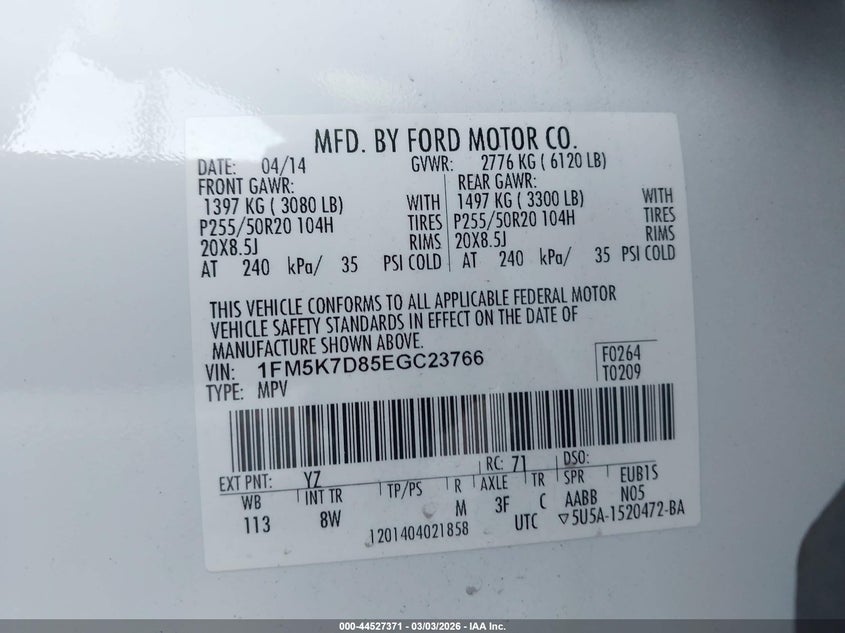 MFD. BY FORD MOTOR CO.
DATE: 04/14 GVWR: 2776 KG ( 6120 LB)
FRONT GAWR: REAR GAWR:
1397 KG ( 3080 LB) WITH 1497 KG ( 3300 LB) WITH
P255/50R20 104H TIRES P255/50R20 104H TIRES
20X8.5J RIMS 20X8.5J RIMS
AT 240 kPa/ 35 PSI COLD AT 240 kPa/ 35 PSI COLD
THIS VEHICLE CONFORMS TO ALL APPLICABLE FEDERAL MOTOR
VEHICLE SAFETY STANDARDS IN EFFECT ON THE DATE OF
MANUFACTURE SHOWN ABOVE.
VIN: 1FM5K7D85EGC23766 F0264
TYPE: MPV T0209
EXT PNT: YZ RC: 71 DSO:
WB INT TR TP/PS R AXLE TR SPR EUB1S
113 8W M 3F C AABB N05
1201404021858 UTC ▽5U5A-1520472-BA
000-44527371 - 03/03/2026 - IAA Inc.